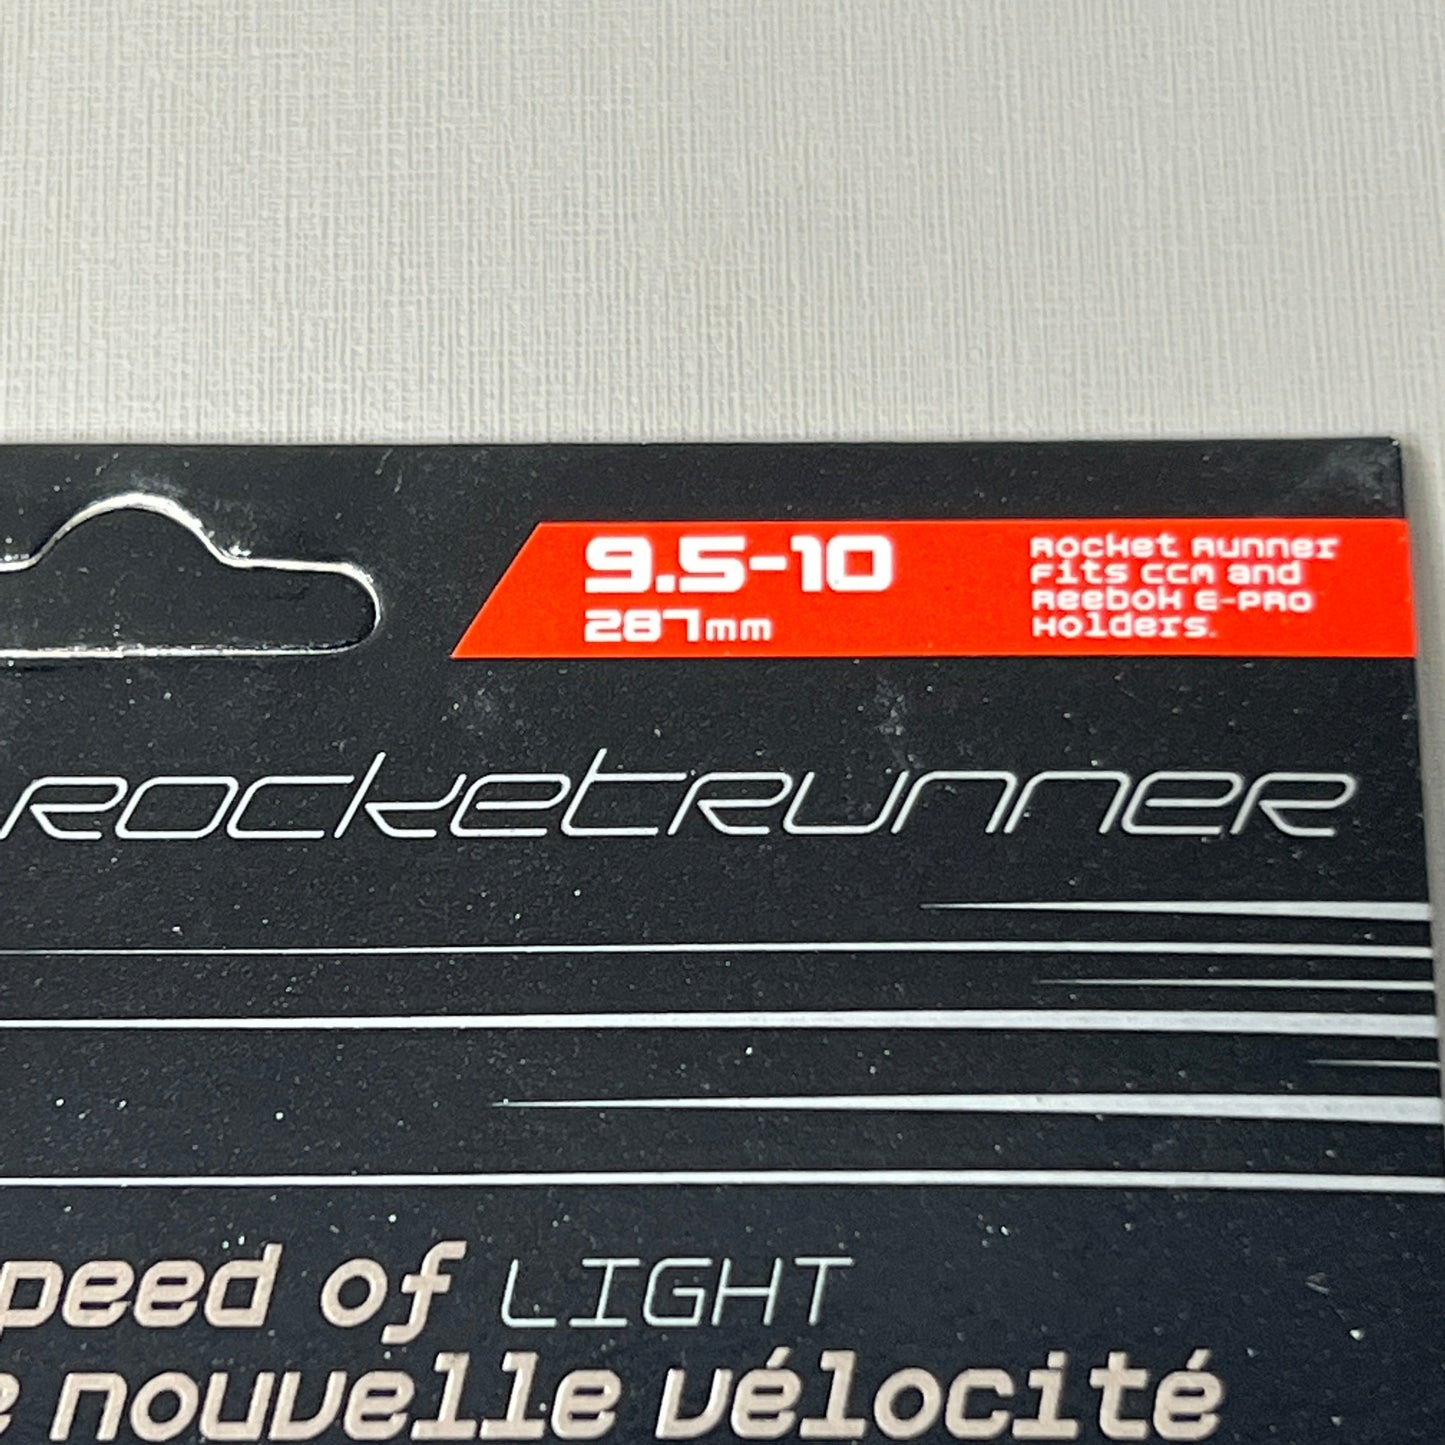 9.5-10
287mm
Rocket Runner
Fits CCM and
Reebok E-PRO
Holders.
ROCKETRUNNER
peed of LIGHT
nouvelle vélocité